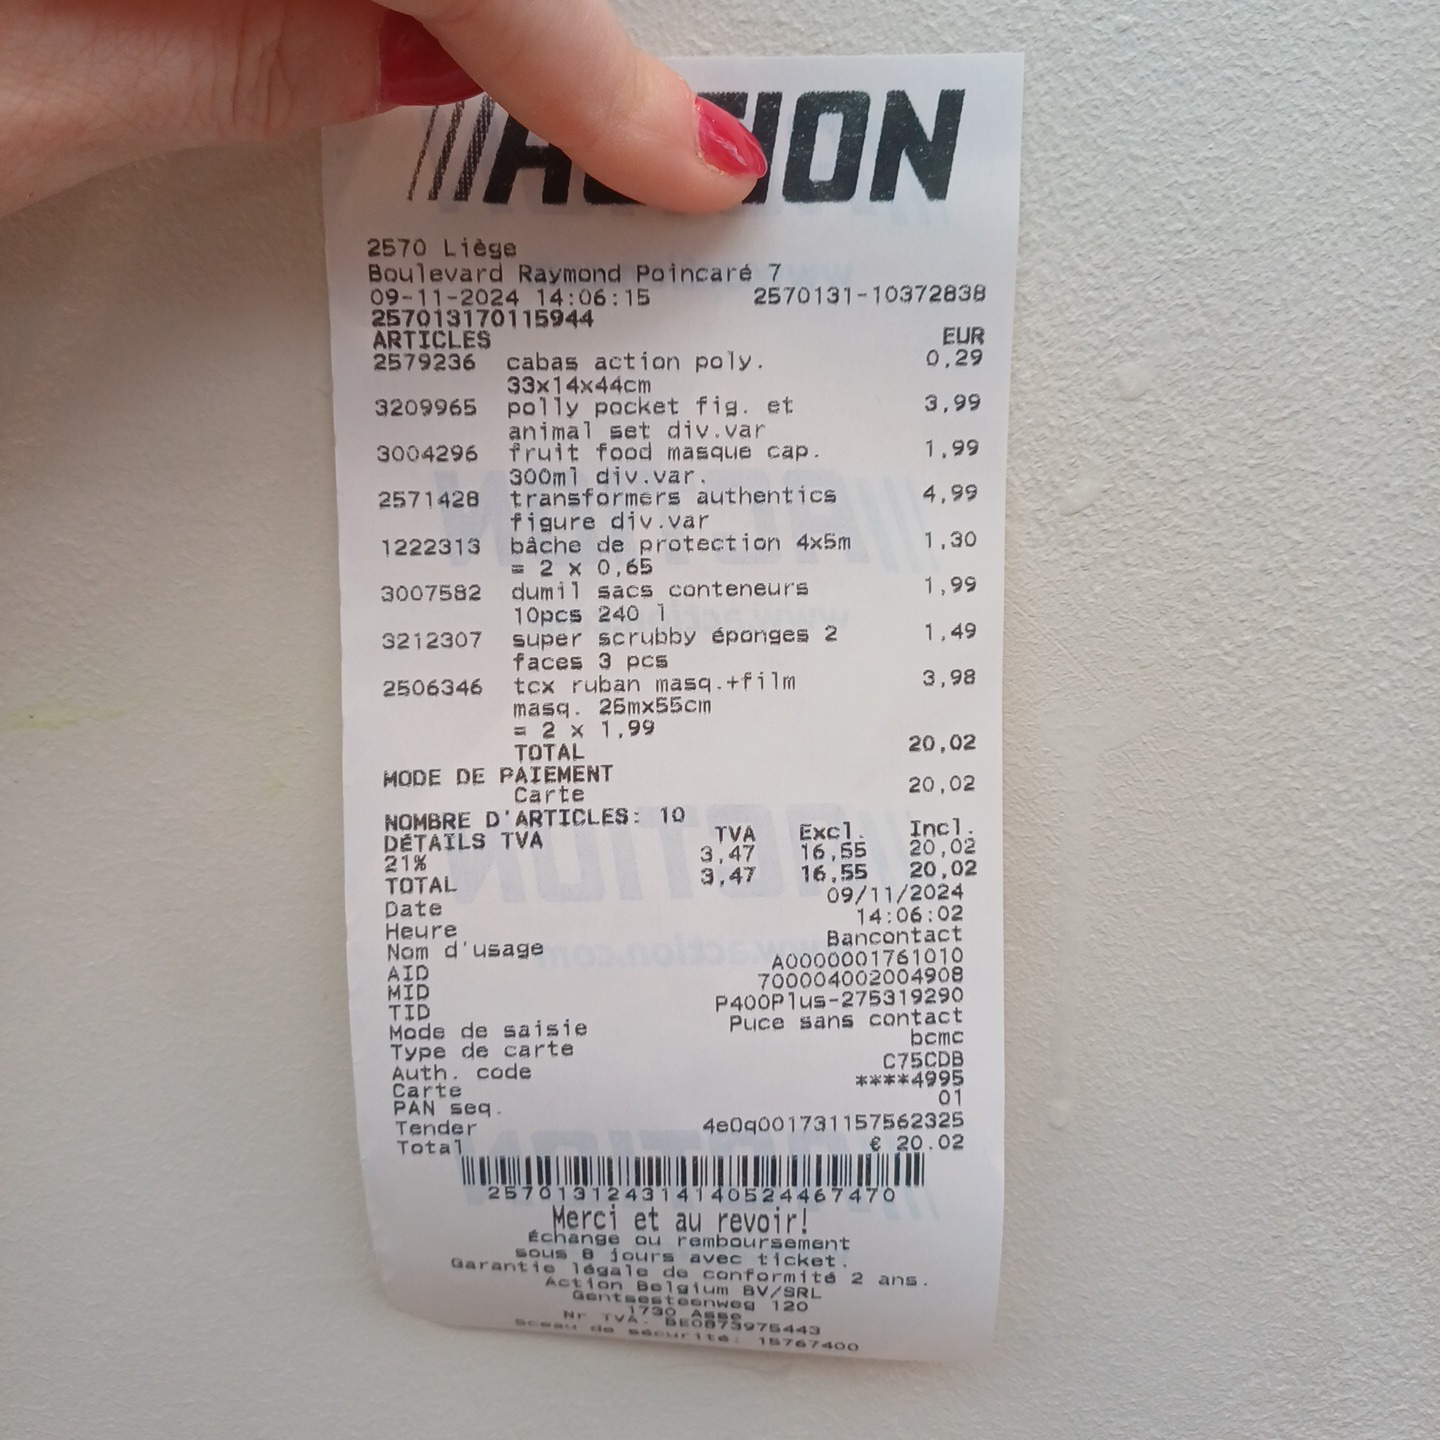 ACTION
2570 Liège
Boulevard Raymond Poincaré 7
09-11-2024 14:06:15 2570131-10372838
257013170115944
ARTICLES EUR
2579236 cabas action poly. 0,29
33x14x44cm
3209965 polly pocket fig. et 3,99
animal set div.var
3004296 fruit food masque cap. 1,99
300ml div.var.
2571428 transformers authentics 4,99
figure div.var
1222313 bâche de protection 4x5m 1,30
= 2 x 0,65
3007582 dumil sacs conteneurs 1,99
10pcs 240 l
3212307 super scrubby éponges 2 1,49
faces 3 pcs
2506346 tcx ruban masq.+film 3,98
masq. 25mx55cm
= 2 x 1,99
TOTAL 20,02
MODE DE PAIEMENT
Carte 20,02
NOMBRE D'ARTICLES: 10
DÉTAILS TVA TVA Excl. Incl.
21% 3,47 16,55 20,02
TOTAL 3,47 16,55 20,02
Date 09/11/2024
Heure 14:06:02
Nom d'usage Bancontact
AID A0000001761010
MID 700004002004908
TID P400Plus-275319290
Mode de saisie Puce sans contact
Type de carte bcmc
Auth. code C75CDB
Carte ****4995
PAN seq. 01
Tender 4e0q001731157562325
Total € 20.02
257013124314140524467470
Merci et au revoir!
Échange ou remboursement
sous 8 jours avec ticket.
Garantie légale de conformité 2 ans.
Action Belgium BV/SRL
Gentsesteenweg 120
1730 Asse
Nr TVA. BE0873975443
Sceau de sécurité: 15767400